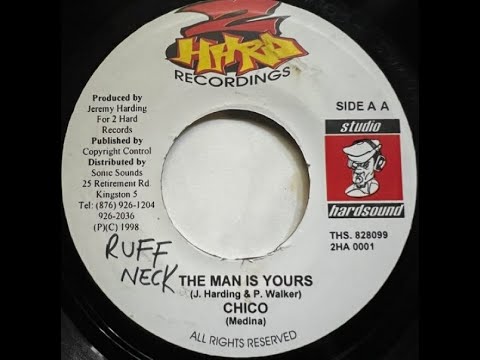 2 HARD
RECORDINGS
Produced by
Jeremy Harding
For 2 Hard
Records
Published by
Copyright Control
Distributed by
Sonic Sounds
25 Retirement Rd.
Kingston 5
Tel: (876) 926-1204
926-2036
(P)(C) 1998
RUFF
NECK
SIDE A A
studio
hardsound
THS. 828099
2HA 0001
THE MAN IS YOURS
(J. Harding & P. Walker)
CHICO
(Medina)
ALL RIGHTS RESERVED